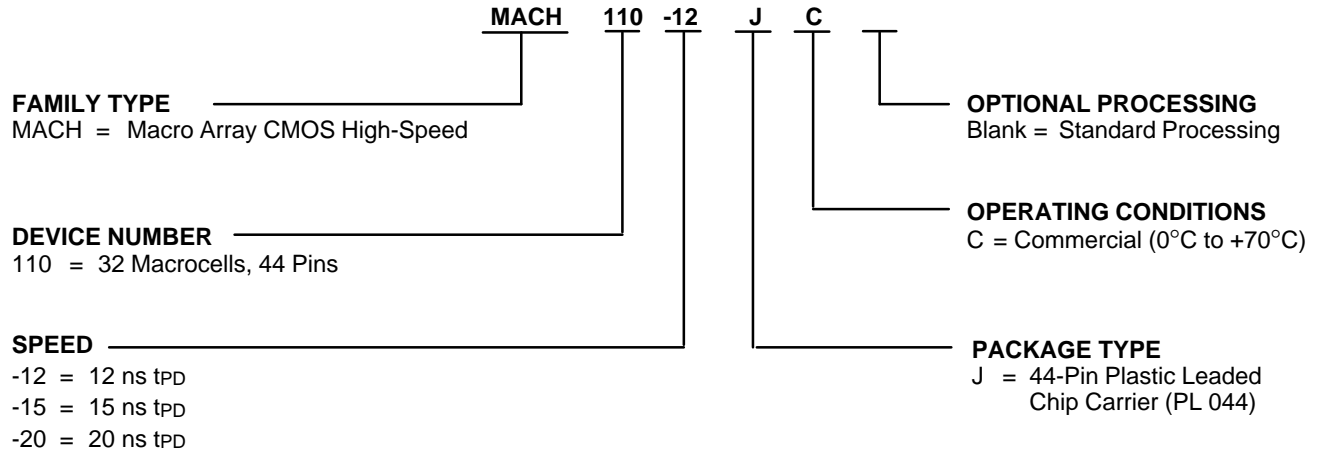 MACH 110 -12 J C
FAMILY TYPE
MACH = Macro Array CMOS High-Speed
DEVICE NUMBER
110 = 32 Macrocells, 44 Pins
SPEED
-12 = 12 ns tPD
-15 = 15 ns tPD
-20 = 20 ns tPD
OPTIONAL PROCESSING
Blank = Standard Processing
OPERATING CONDITIONS
C = Commercial (0°C to +70°C)
PACKAGE TYPE
J = 44-Pin Plastic Leaded
Chip Carrier (PL 044)